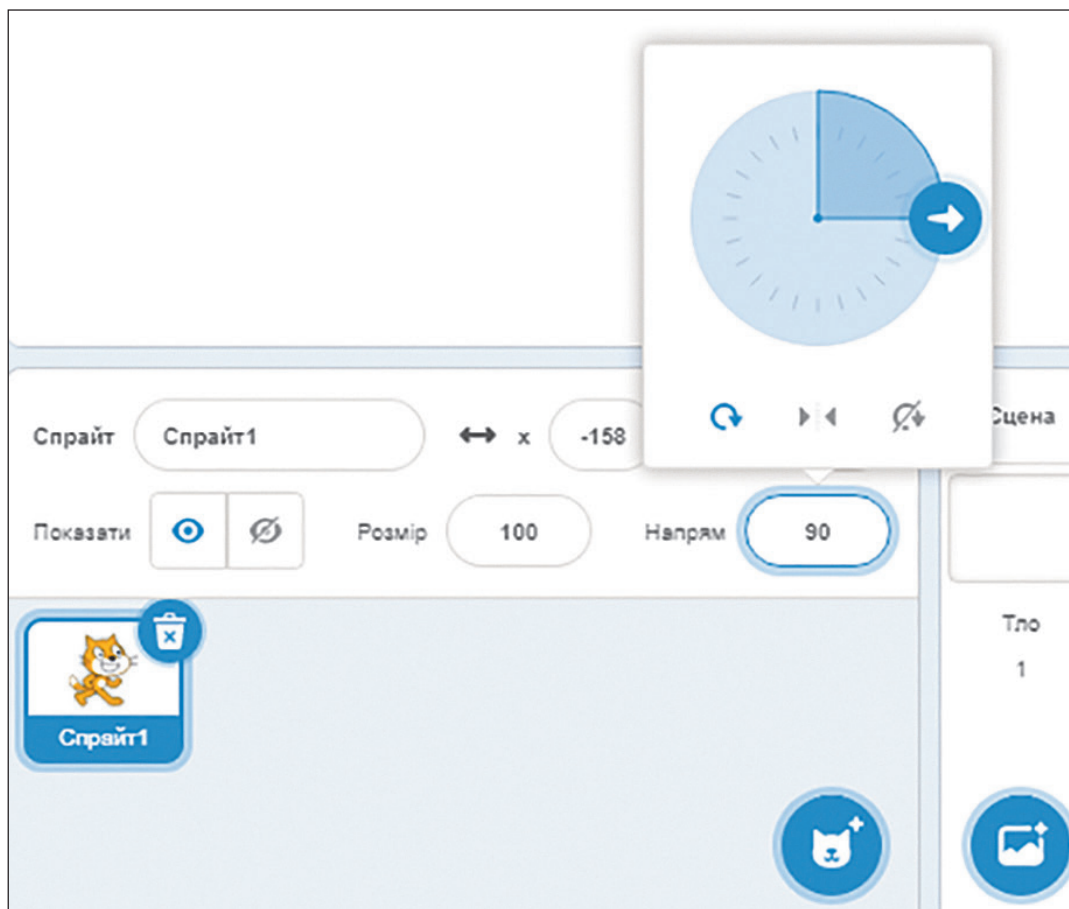 Спрайт Спрайт1 x -158 Сцена
Показати Розмір 100 Напрям 90
Спрайт1
Тло
1